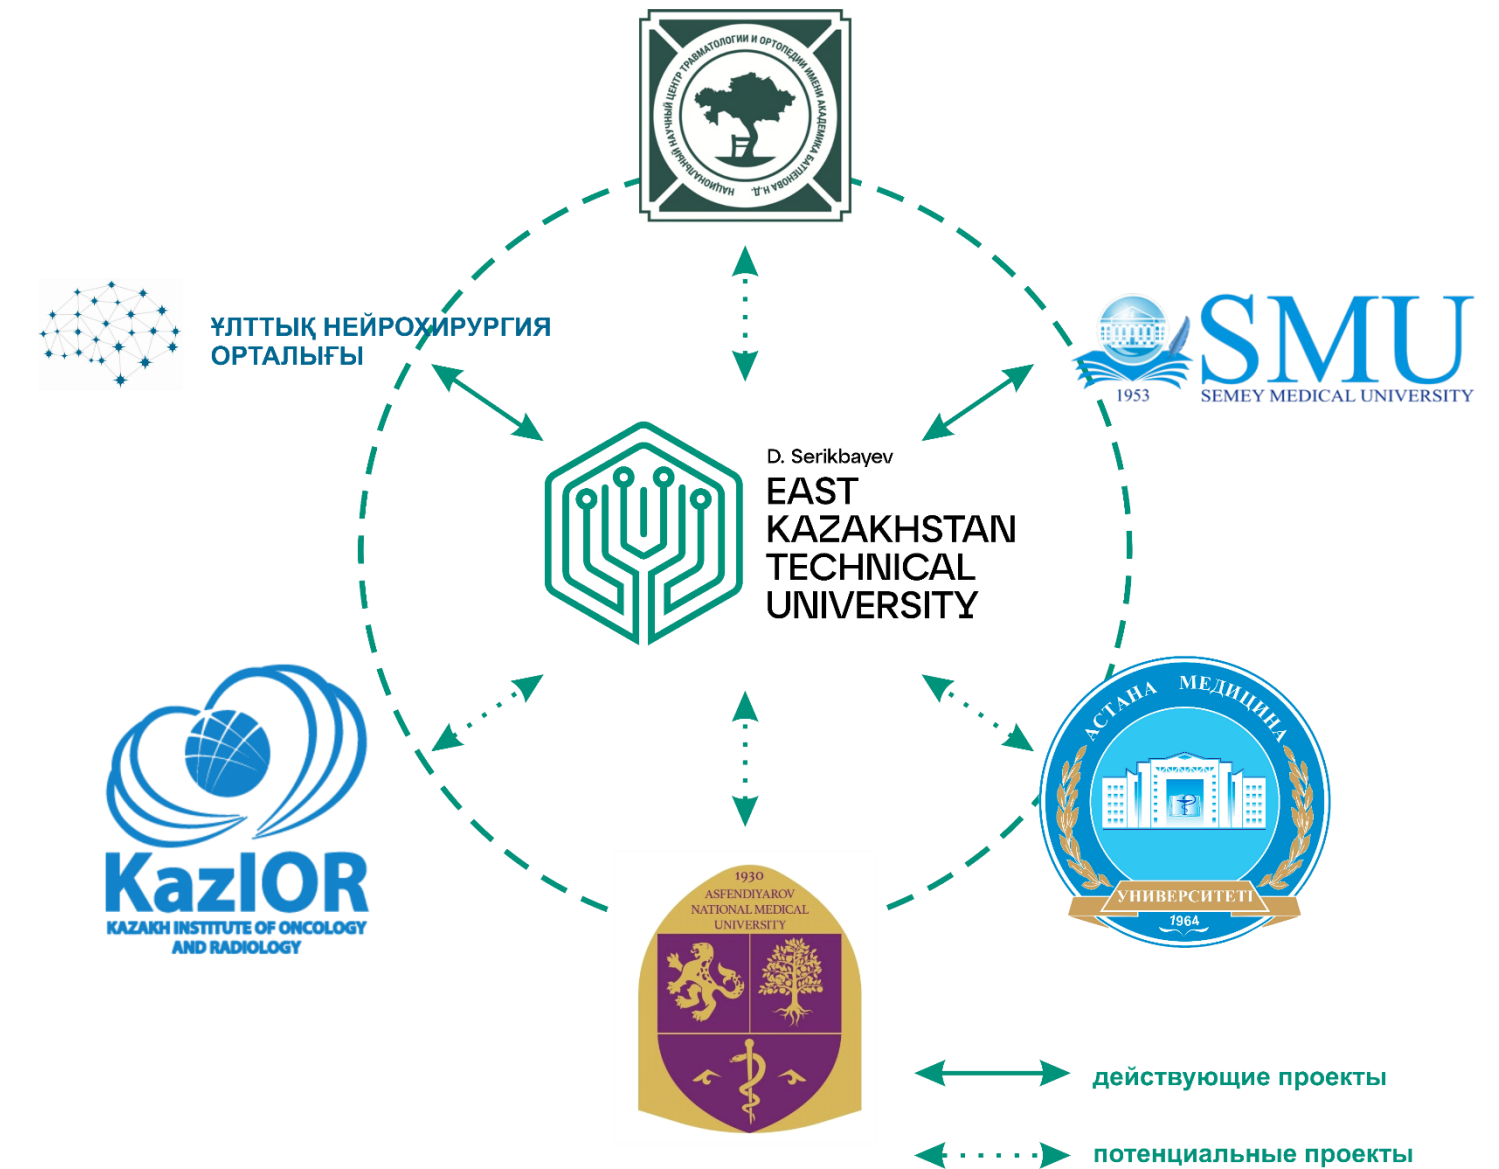 НАЦИОНАЛЬНЫЙ НАУЧНЫЙ ЦЕНТР ТРАВМАТОЛОГИИ И ОРТОПЕДИИ ИМЕНИ АКАДЕМИКА БАТПЕНОВА Н.Д.
ҰЛТТЫҚ НЕЙРОХИРУРГИЯ
ОРТАЛЫҒЫ
SMU
1953
SEMEY MEDICAL UNIVERSITY
D. Serikbayev
EAST
KAZAKHSTAN
TECHNICAL
UNIVERSITY
KazIOR
KAZAKH INSTITUTE OF ONCOLOGY
AND RADIOLOGY
АСТАНА МЕДИЦИНА
УНИВЕРСИТЕТІ
1964
1930
ASFENDIYAROV
NATIONAL MEDICAL
UNIVERSITY
действующие проекты
потенциальные проекты